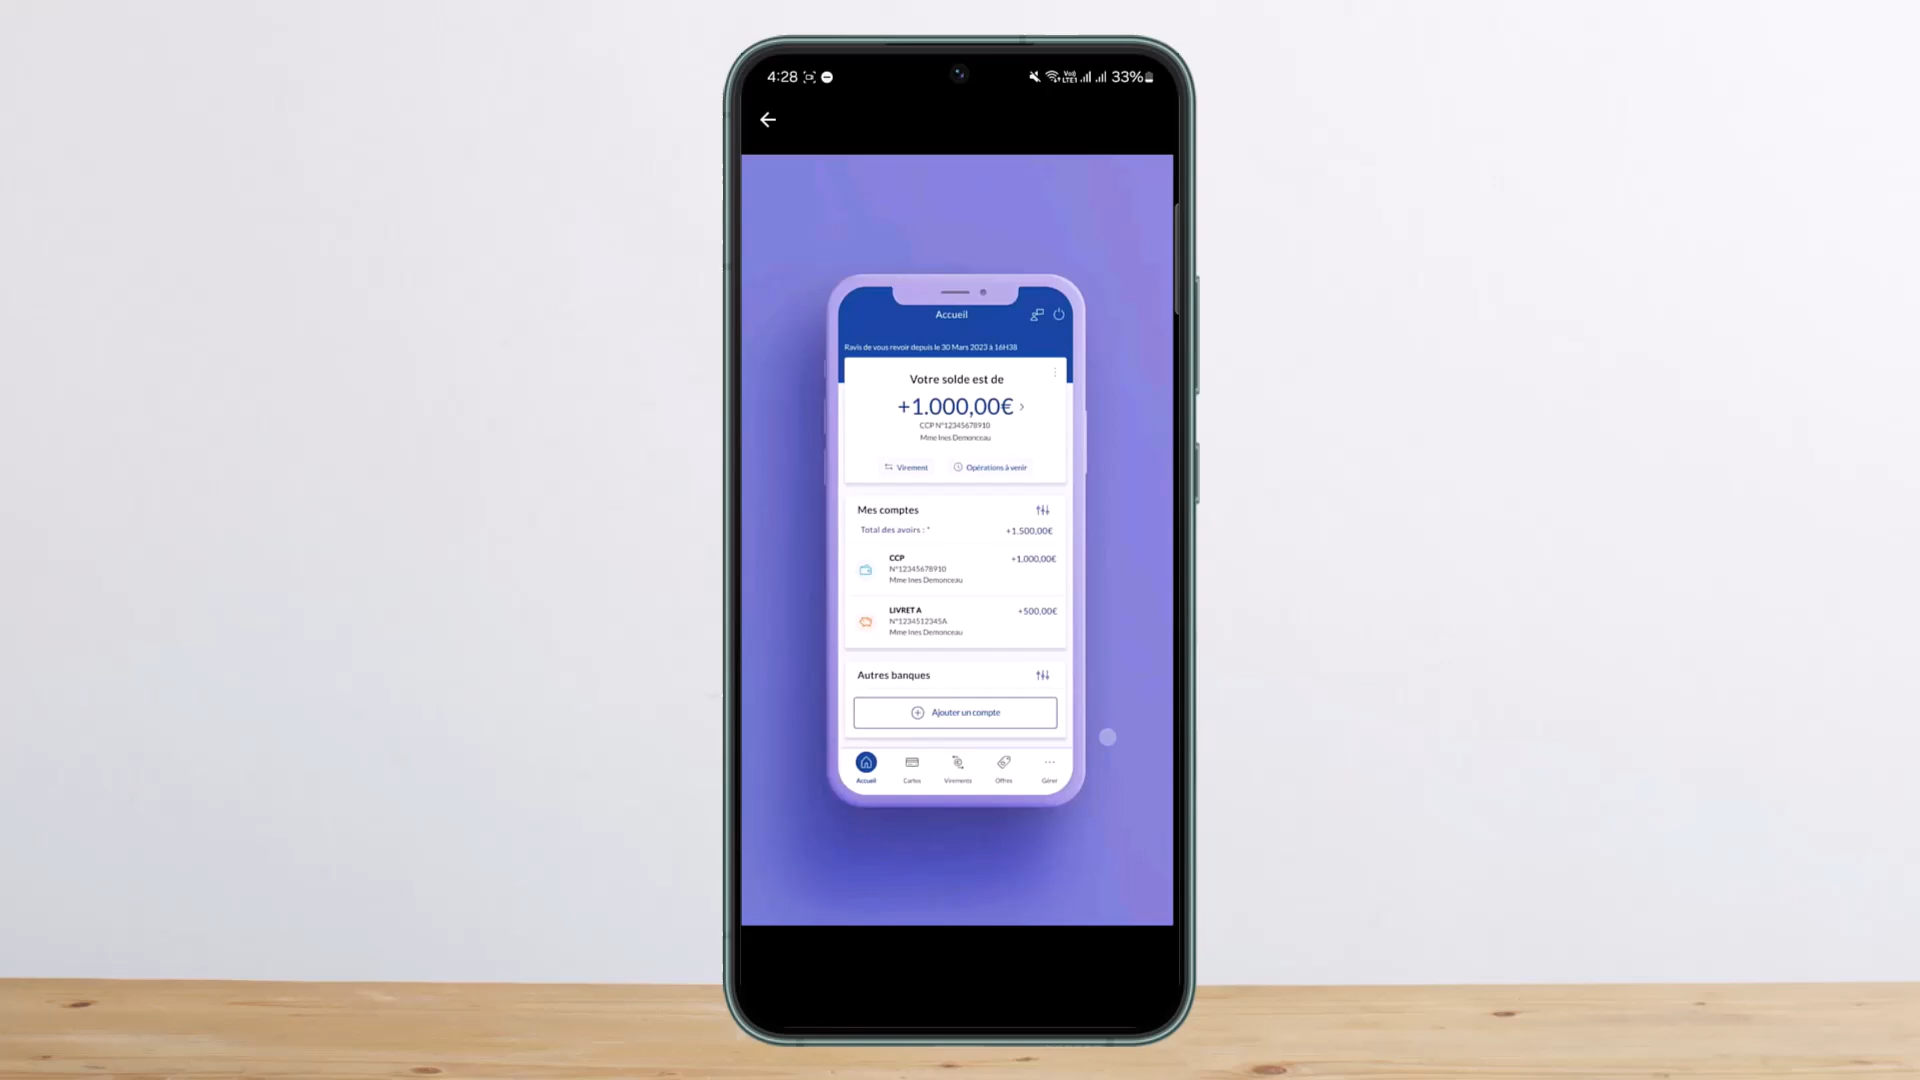 4:28
Vo) LTE1 33%
Accueil
Ravis de vous revoir depuis le 30 Mars 2023 à 16H38
Votre solde est de
+1.000,00€
CCP N°12345678910
Mme Ines Demonceau
Virement Opérations à venir
Mes comptes
Total des avoirs : * +1.500,00€
CCP +1.000,00€
N°12345678910
Mme Ines Demonceau
LIVRET A +500,00€
N°1234512345A
Mme Ines Demonceau
Autres banques
Ajouter un compte
Accueil Cartes Virements Offres Gérer